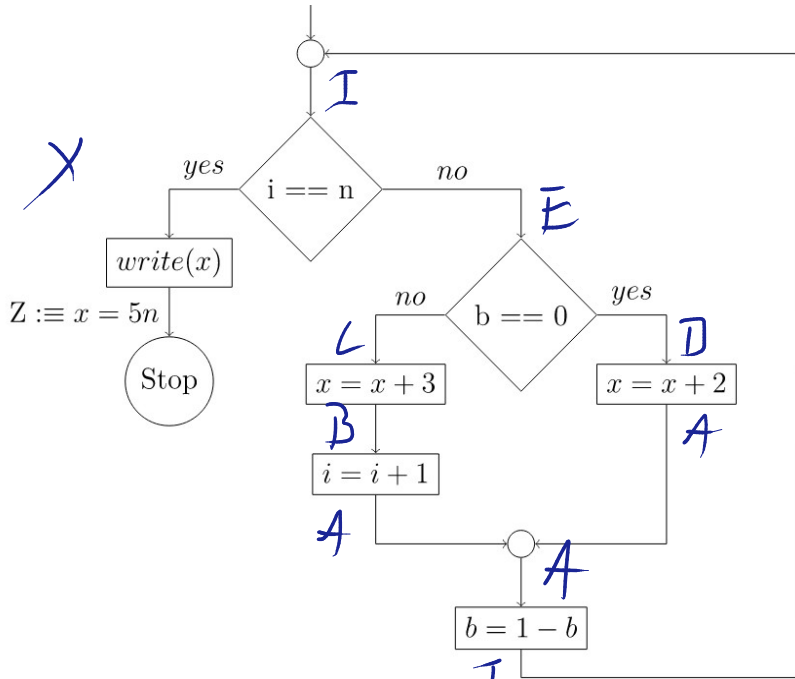 I
X
yes
i == n
no
E
write(x)
no
b == 0
yes
Z :≡ x = 5n
C
D
Stop
x = x + 3
x = x + 2
B
A
i = i + 1
A
A
b = 1 − b
I